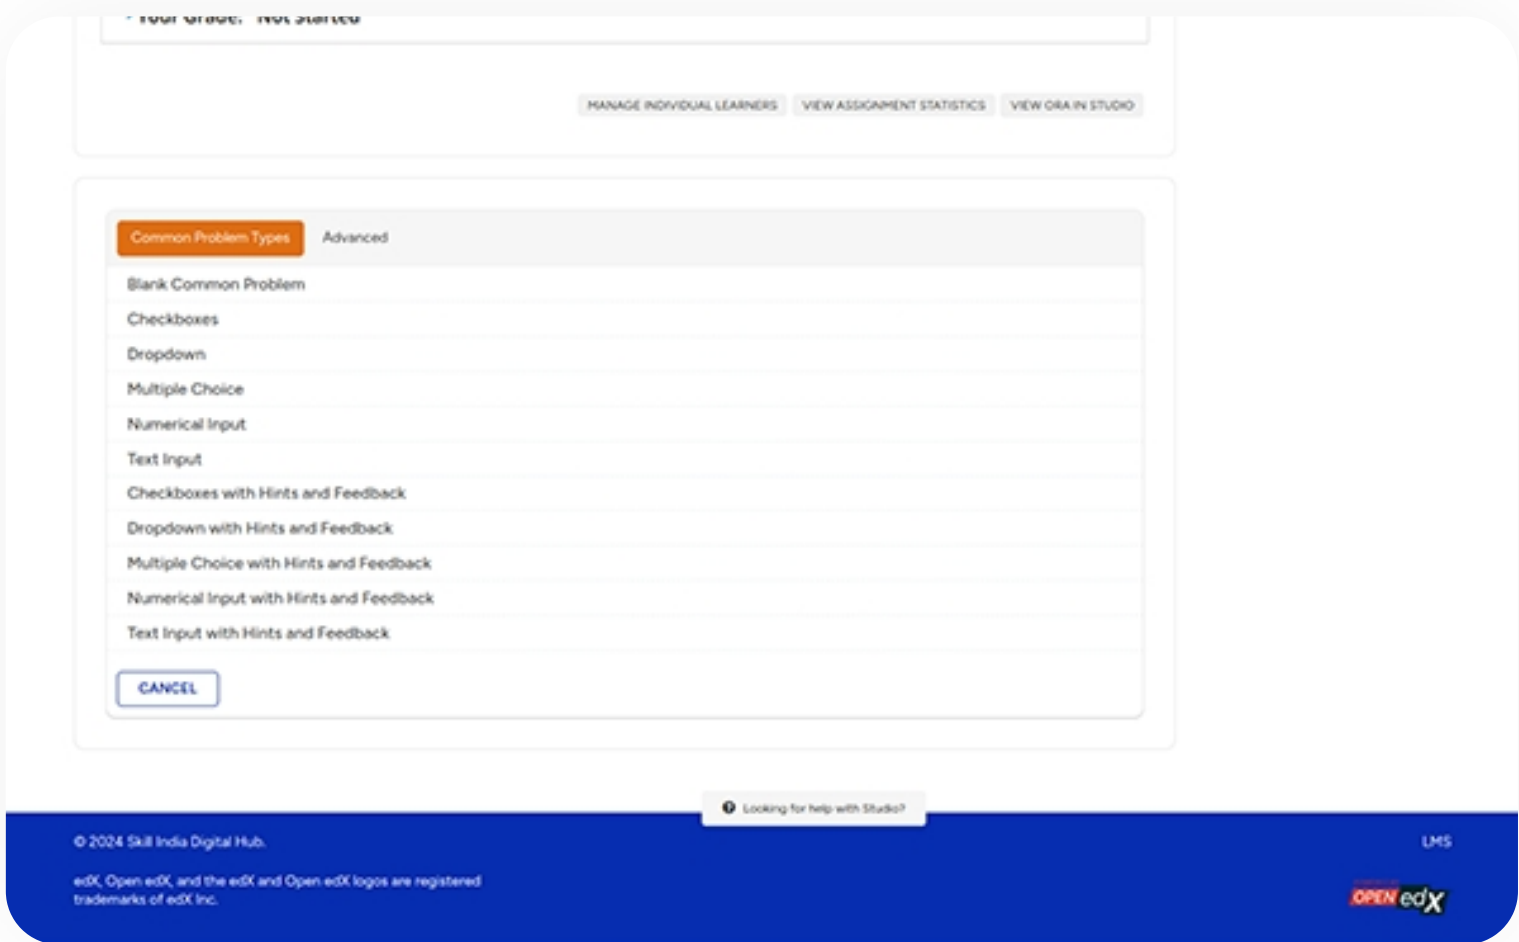 Your Grade: Not Started
MANAGE INDIVIDUAL LEARNERS VIEW ASSIGNMENT STATISTICS VIEW ORA IN STUDIO
Common Problem Types Advanced
Blank Common Problem
Checkboxes
Dropdown
Multiple Choice
Numerical Input
Text Input
Checkboxes with Hints and Feedback
Dropdown with Hints and Feedback
Multiple Choice with Hints and Feedback
Numerical Input with Hints and Feedback
Text Input with Hints and Feedback
CANCEL
Looking for help with Studio?
© 2024 Skill India Digital Hub.
LMS
edX, Open edX, and the edX and Open edX logos are registered
trademarks of edX Inc.
OPEN edX